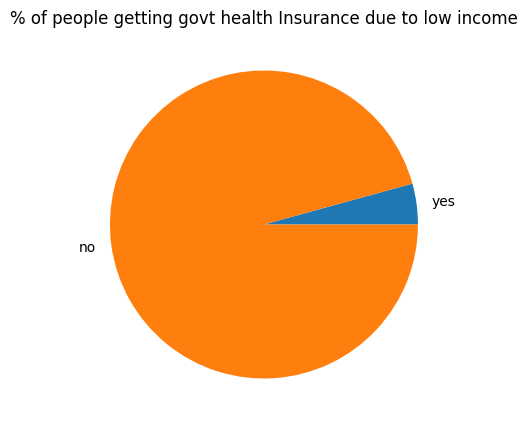 % of people getting govt health Insurance due to low income
yes
no